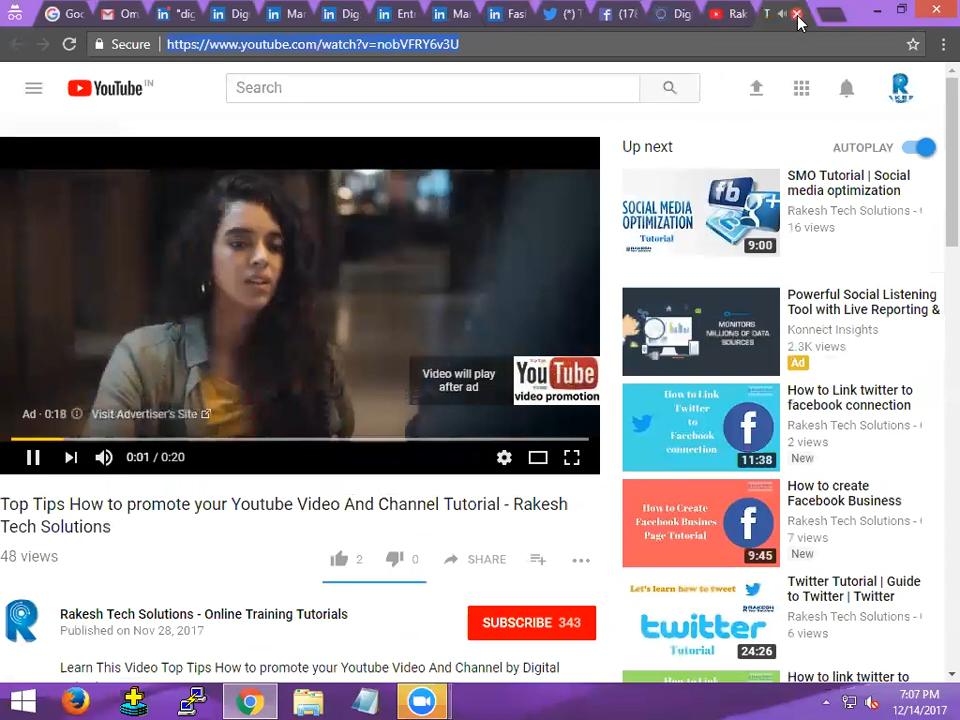 Goc
Om
"dig
Dig
Mar
Dig
Ent
Ma
Fasi
(*) T
(178
Dig
Rak
T
Secure
https://www.youtube.com/watch?v=nobVFRY6v3U
YouTube IN
Search
Up next
AUTOPLAY
SOCIAL MEDIA
OPTIMIZATION
Tutorial
9:00
SMO Tutorial | Social
media optimization
Rakesh Tech Solutions -
16 views
MONITORS
MILLIONS OF DATA
SOURCES
Powerful Social Listening
Tool with Live Reporting &
Konnect Insights
2.3K views
Ad
Video will play
after ad
YouTube
video promotion
Ad · 0:18
Visit Advertiser's Site
0:01 / 0:20
How to Link
Twitter
to
Facebook
connection
11:38
How to Link twitter to
facebook connection
Rakesh Tech Solutions -
2 views
New
How to Create
Facebook Busines
Page Tutorial
9:45
How to create
Facebook Business
Rakesh Tech Solutions -
7 views
New
Let's learn how to tweet
twitter
Tutorial
24:26
Twitter Tutorial | Guide
to Twitter | Twitter
Rakesh Tech Solutions -
6 views
How to link twitter to
Top Tips How to promote your Youtube Video And Channel Tutorial - Rakesh
Tech Solutions
48 views
2
0
SHARE
Rakesh Tech Solutions - Online Training Tutorials
Published on Nov 28, 2017
SUBSCRIBE 343
Learn This Video Top Tips How to promote your Youtube Video And Channel by Digital
7:07 PM
12/14/2017